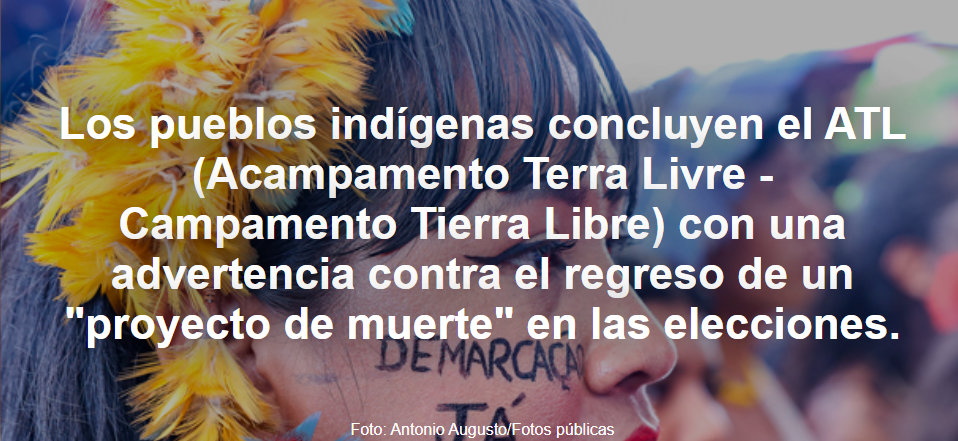 Los pueblos indígenas concluyen el ATL
(Acampamento Terra Livre -
Campamento Tierra Libre) con una
advertencia contra el regreso de un
"proyecto de muerte" en las elecciones.
DEMARCAÇÃO
TÁ
Foto: Antonio Augusto/Fotos públicas